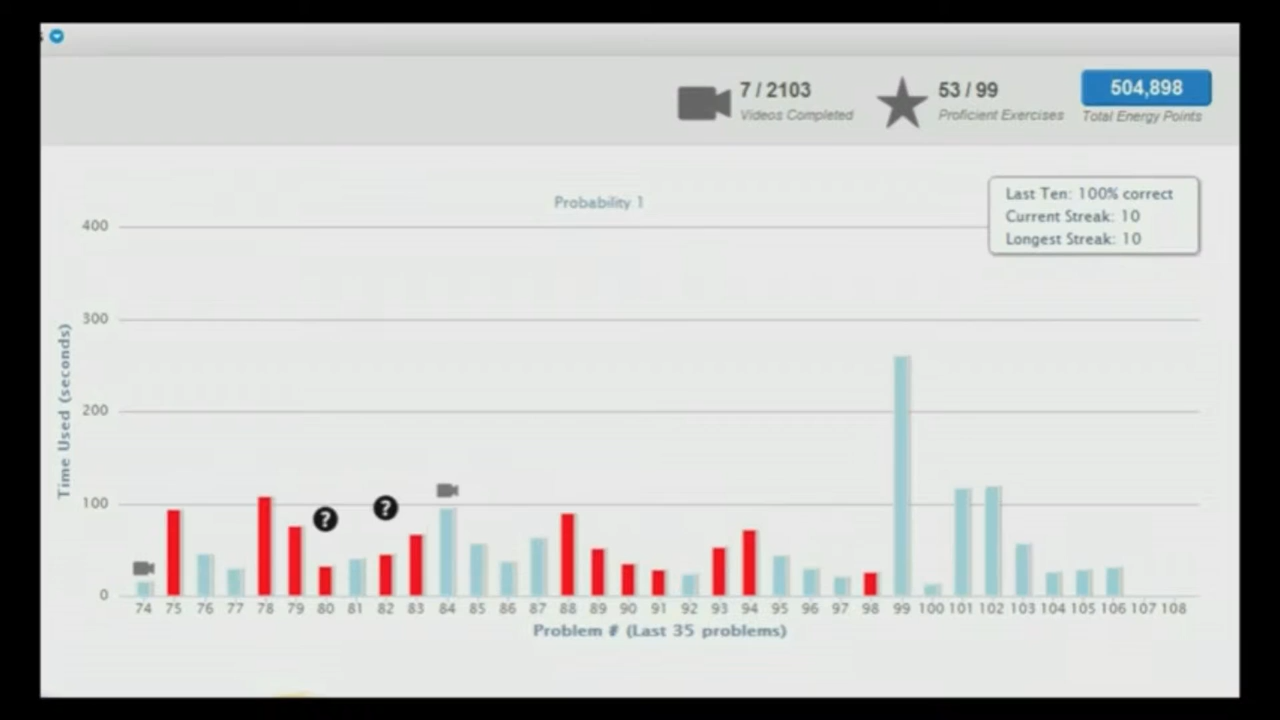 7 / 2103
Videos Completed
53 / 99
Proficient Exercises
504,898
Total Energy Points
Probability 1
Last Ten: 100% correct
Current Streak: 10
Longest Streak: 10
Time Used (seconds)
400
300
200
100
0
? ?
74 75 76 77 78 79 80 81 82 83 84 85 86 87 88 89 90 91 92 93 94 95 96 97 98 99 100 101 102 103 104 105 106 107 108
Problem # (Last 35 problems)